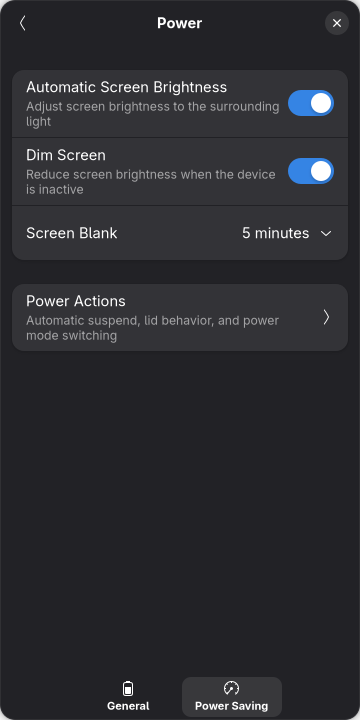 Power
Automatic Screen Brightness
Adjust screen brightness to the surrounding
light
Dim Screen
Reduce screen brightness when the device
is inactive
Screen Blank
5 minutes
Power Actions
Automatic suspend, lid behavior, and power
mode switching
General
Power Saving